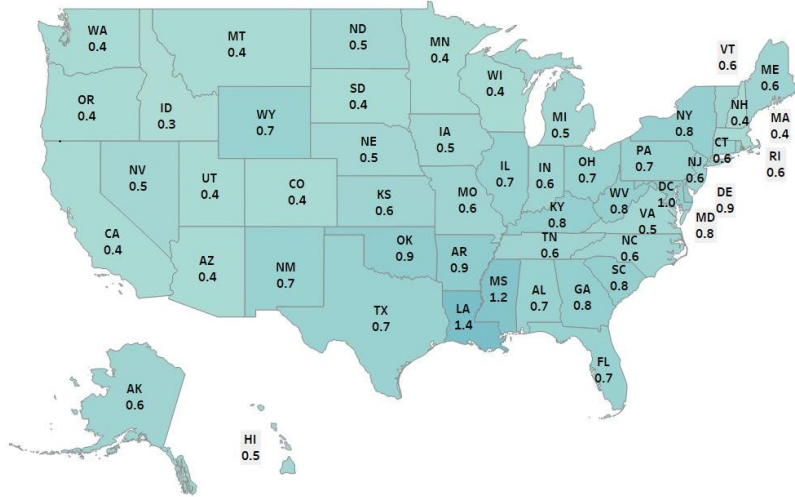 WA
0.4
MT
0.4
ND
0.5
MN
0.4
VT
0.6
ME
0.6
OR
0.4
ID
0.3
WY
0.7
SD
0.4
WI
0.4
MI
0.5
NY
0.8
NH
0.4
MA
0.4
NV
0.5
UT
0.4
CO
0.4
NE
0.5
IA
0.5
IL
0.7
IN
0.6
OH
0.7
PA
0.7
NJ
0.6
CT
0.6
RI
0.6
CA
0.4
AZ
0.4
NM
0.7
KS
0.6
MO
0.6
KY
0.8
WV
0.8
DC
1.0
DE
0.9
VA
0.5
MD
0.8
OK
0.9
AR
0.9
TN
0.6
NC
0.6
SC
0.8
TX
0.7
LA
1.4
MS
1.2
AL
0.7
GA
0.8
FL
0.7
AK
0.6
HI
0.5